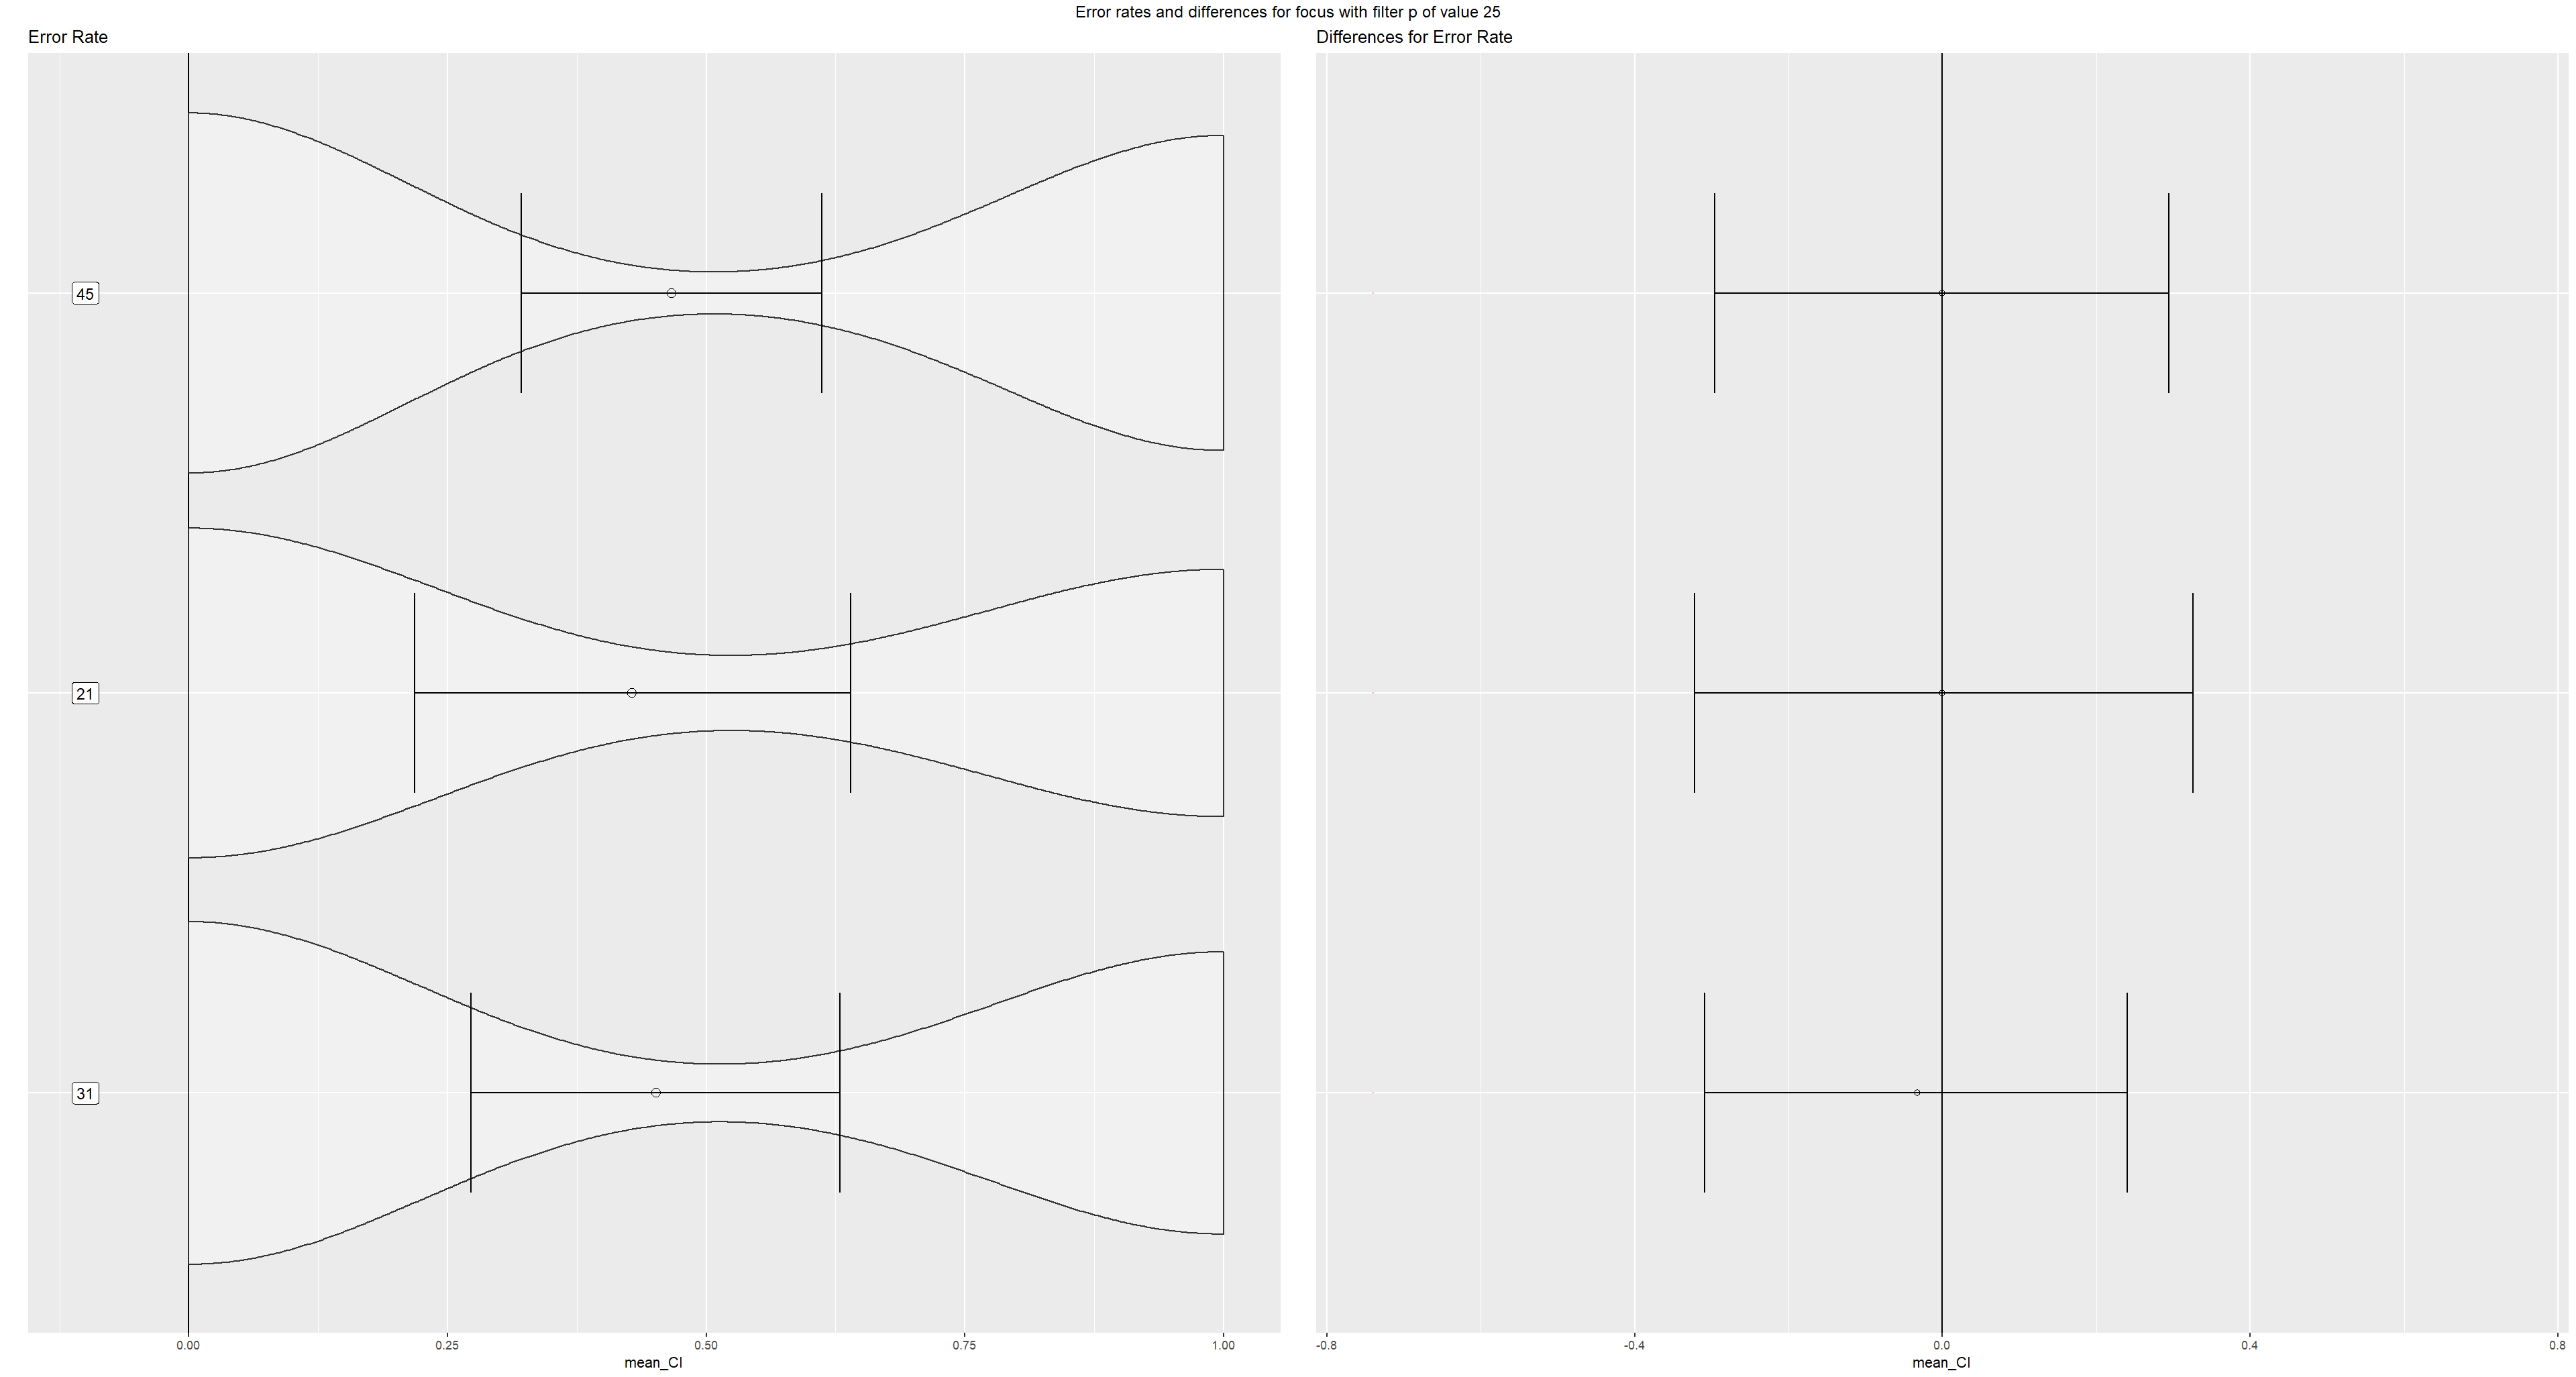 Error rates and differences for focus with filter p of value 25
Error Rate
Differences for Error Rate
45
21
31
0.00 0.25 0.50 0.75 1.00
mean_CI
-0.8 -0.4 0.0 0.4 0.8
mean_CI